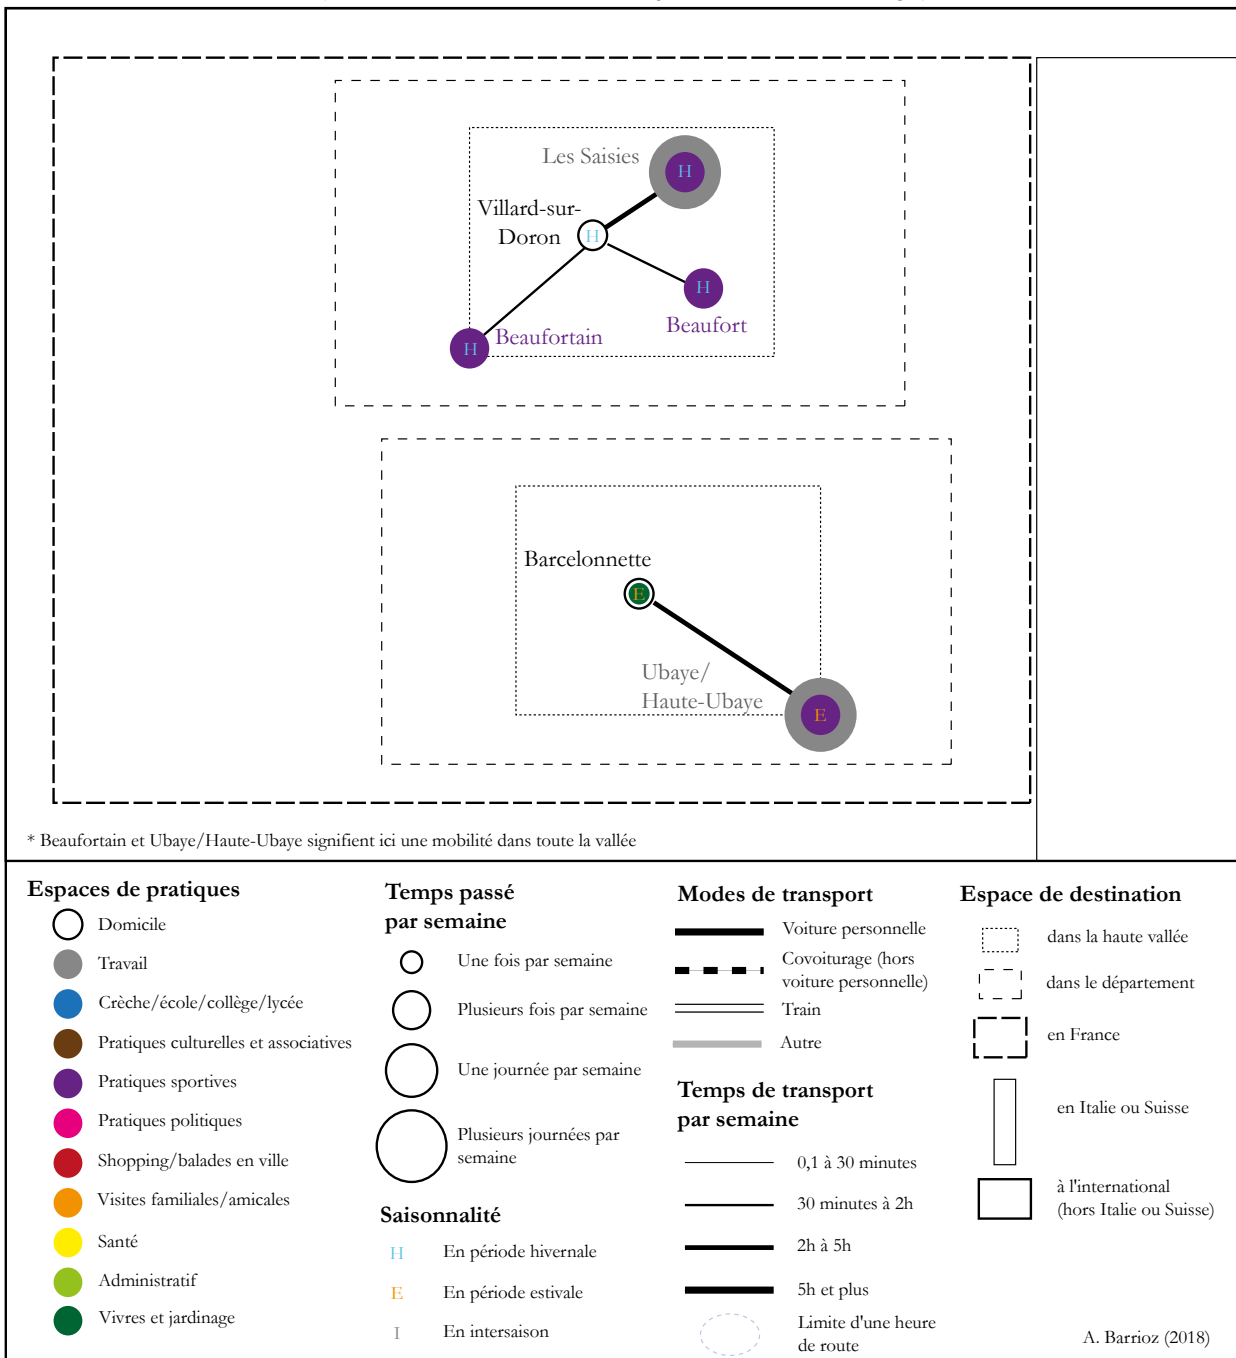 Les Saisies
H
Villard-sur-
Doron
H
H
Beaufort
Beaufortain
H
Barcelonnette
E
Ubaye/
Haute-Ubaye
E
* Beaufortain et Ubaye/Haute-Ubaye signifient ici une mobilité dans toute la vallée
Espaces de pratiques
Domicile
Travail
Crèche/école/collège/lycée
Pratiques culturelles et associatives
Pratiques sportives
Pratiques politiques
Shopping/balades en ville
Visites familiales/amicales
Santé
Administratif
Vivres et jardinage
Temps passé
par semaine
Une fois par semaine
Plusieurs fois par semaine
Une journée par semaine
Plusieurs journées par
semaine
Saisonnalité
H En période hivernale
E En période estivale
I En intersaison
Modes de transport
Voiture personnelle
Covoiturage (hors
voiture personnelle)
Train
Autre
Temps de transport
par semaine
0,1 à 30 minutes
30 minutes à 2h
2h à 5h
5h et plus
Limite d'une heure
de route
Espace de destination
dans la haute vallée
dans le département
en France
en Italie ou Suisse
à l'international
(hors Italie ou Suisse)
A. Barrioz (2018)